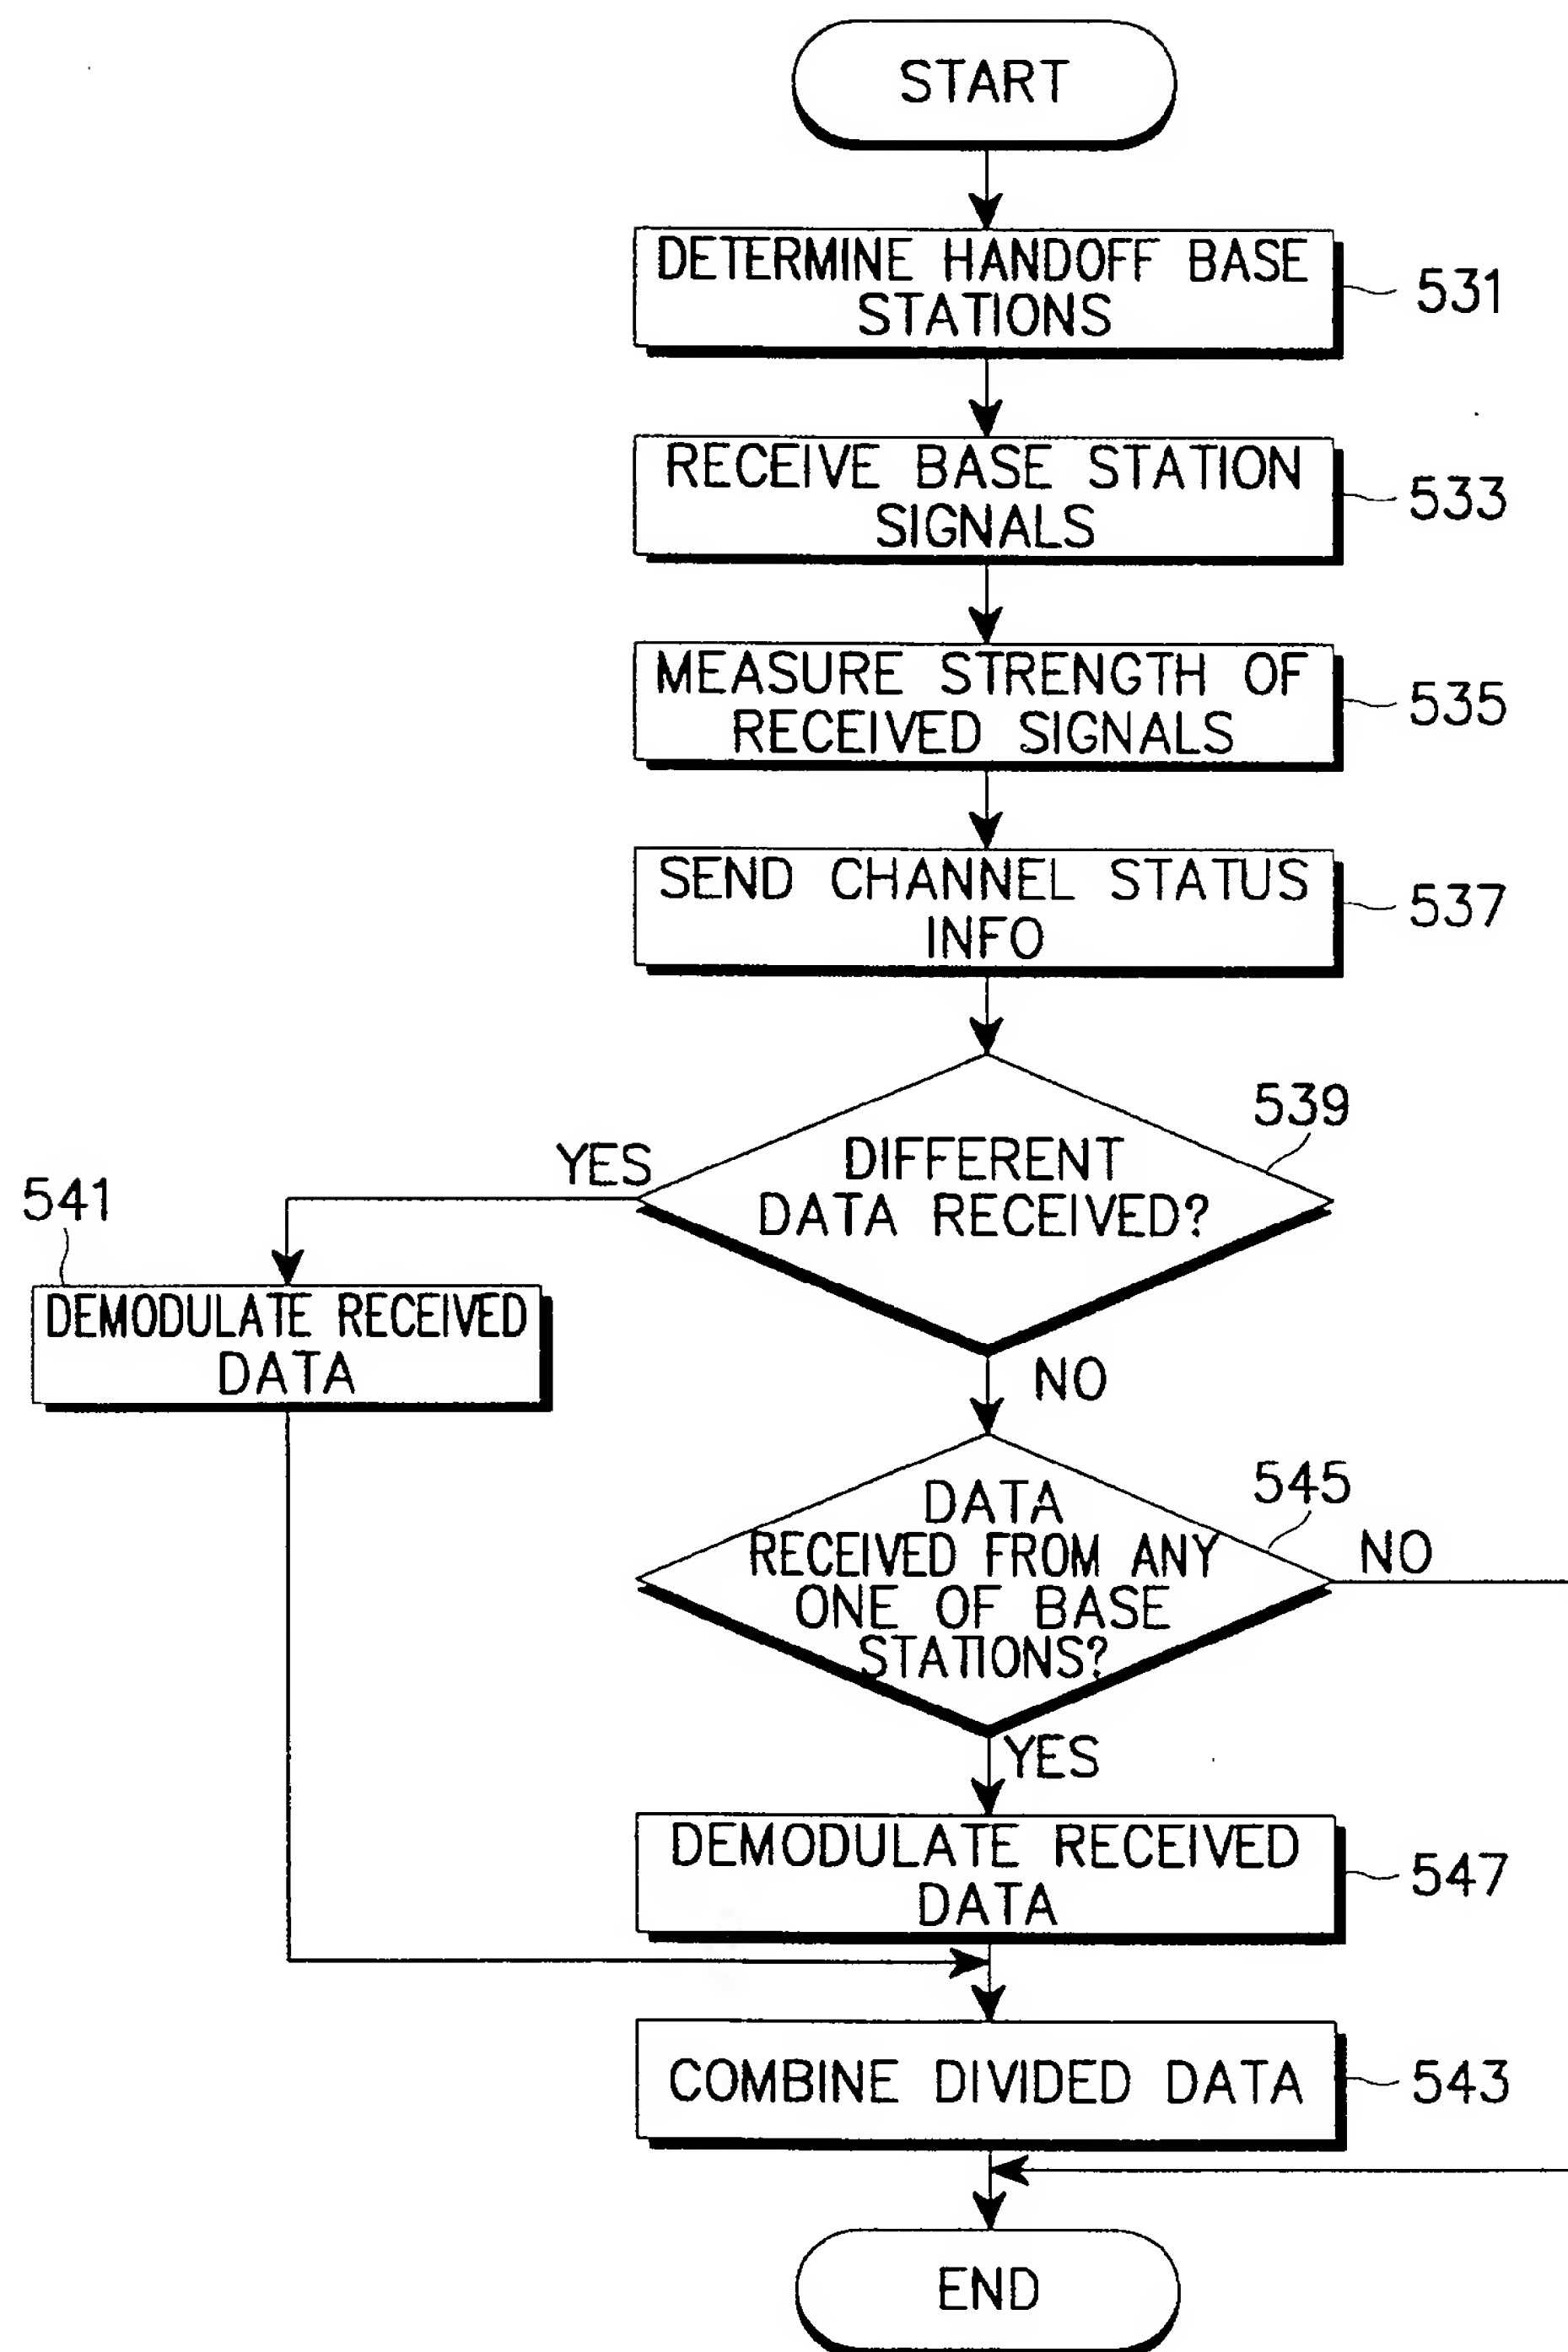 START
DETERMINE HANDOFF BASE
STATIONS
531
RECEIVE BASE STATION
SIGNALS
533
MEASURE STRENGTH OF
RECEIVED SIGNALS
535
SEND CHANNEL STATUS
INFO
537
539
DIFFERENT
DATA RECEIVED?
YES
541
DEMODULATE RECEIVED
DATA
NO
545
DATA
RECEIVED FROM ANY
ONE OF BASE
STATIONS?
NO
YES
DEMODULATE RECEIVED
DATA
547
COMBINE DIVIDED DATA
543
END